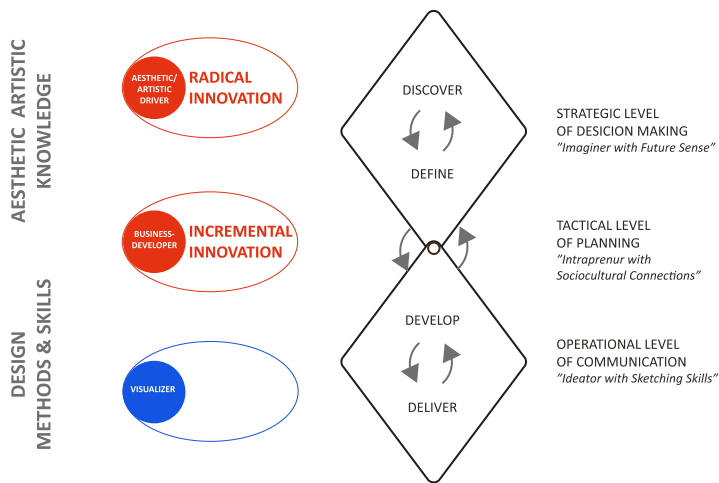 AESTHETIC ARTISTIC
KNOWLEDGE
DESIGN
METHODS & SKILLS
AESTHETIC/
ARTISTIC
DRIVER
RADICAL
INNOVATION
BUSINESS-
DEVELOPER
INCREMENTAL
INNOVATION
VISUALIZER
DISCOVER
DEFINE
DEVELOP
DELIVER
STRATEGIC LEVEL
OF DESICION MAKING
”Imaginer with Future Sense”
TACTICAL LEVEL
OF PLANNING
”Intraprenur with
Sociocultural Connections”
OPERATIONAL LEVEL
OF COMMUNICATION
”Ideator with Sketching Skills”